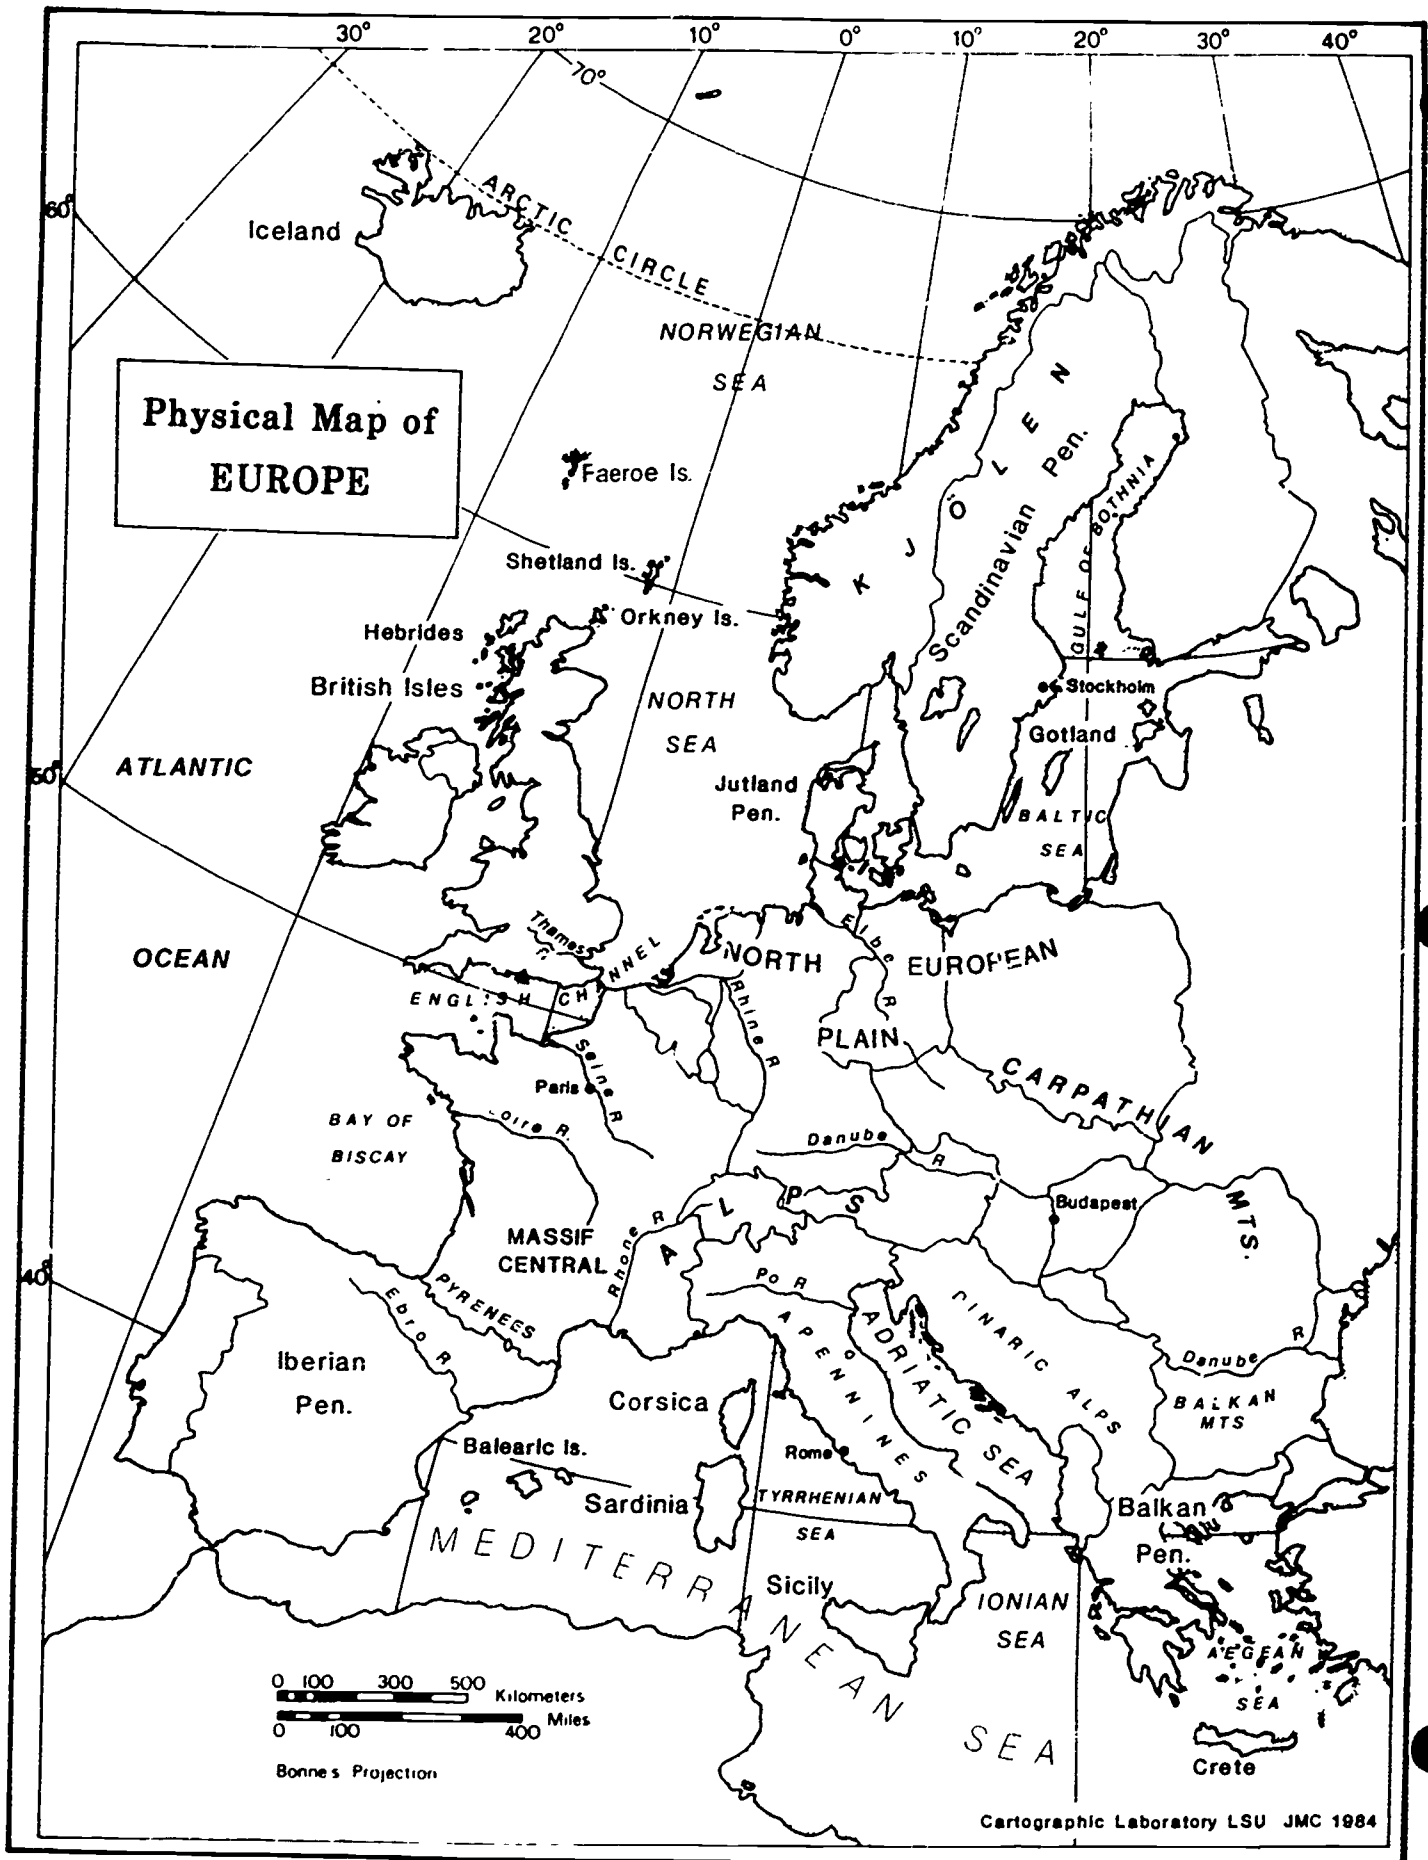 30°
20°
10°
0°
10°
20°
30°
40°
70°
60°
50°
40°
ARCTIC CIRCLE
Iceland
NORWEGIAN
SEA
Physical Map of
EUROPE
Faeroe Is.
Shetland Is.
Orkney Is.
Hebrides
British Isles
KJÖLEN
Scandinavian Pen.
GULF OF BOTHNIA
Stockholm
Gotland
NORTH
SEA
Jutland
Pen.
BALTIC
SEA
ATLANTIC
OCEAN
Thames R
ENGLISH CHANNEL
NORTH EUROPEAN
PLAIN
Elbe R
Rhine R
Seine R
Paris
Loire R.
CARPATHIAN
MTS.
BAY OF
BISCAY
Danube R
Budapest
ALPS
MASSIF
CENTRAL
Rhone R
Po R
PYRENEES
Ebro R
Iberian
Pen.
APENNINES
ADRIATIC SEA
DINARIC ALPS
Danube R
BALKAN
MTS
Corsica
Rome
Balearic Is.
Sardinia
TYRRHENIAN
SEA
Balkan
Pen.
MEDITERRANEAN SEA
Sicily
IONIAN
SEA
AEGEAN
SEA
Crete
0 100 300 500 Kilometers
0 100 400 Miles
Bonne's Projection
Cartographic Laboratory LSU JMC 1984